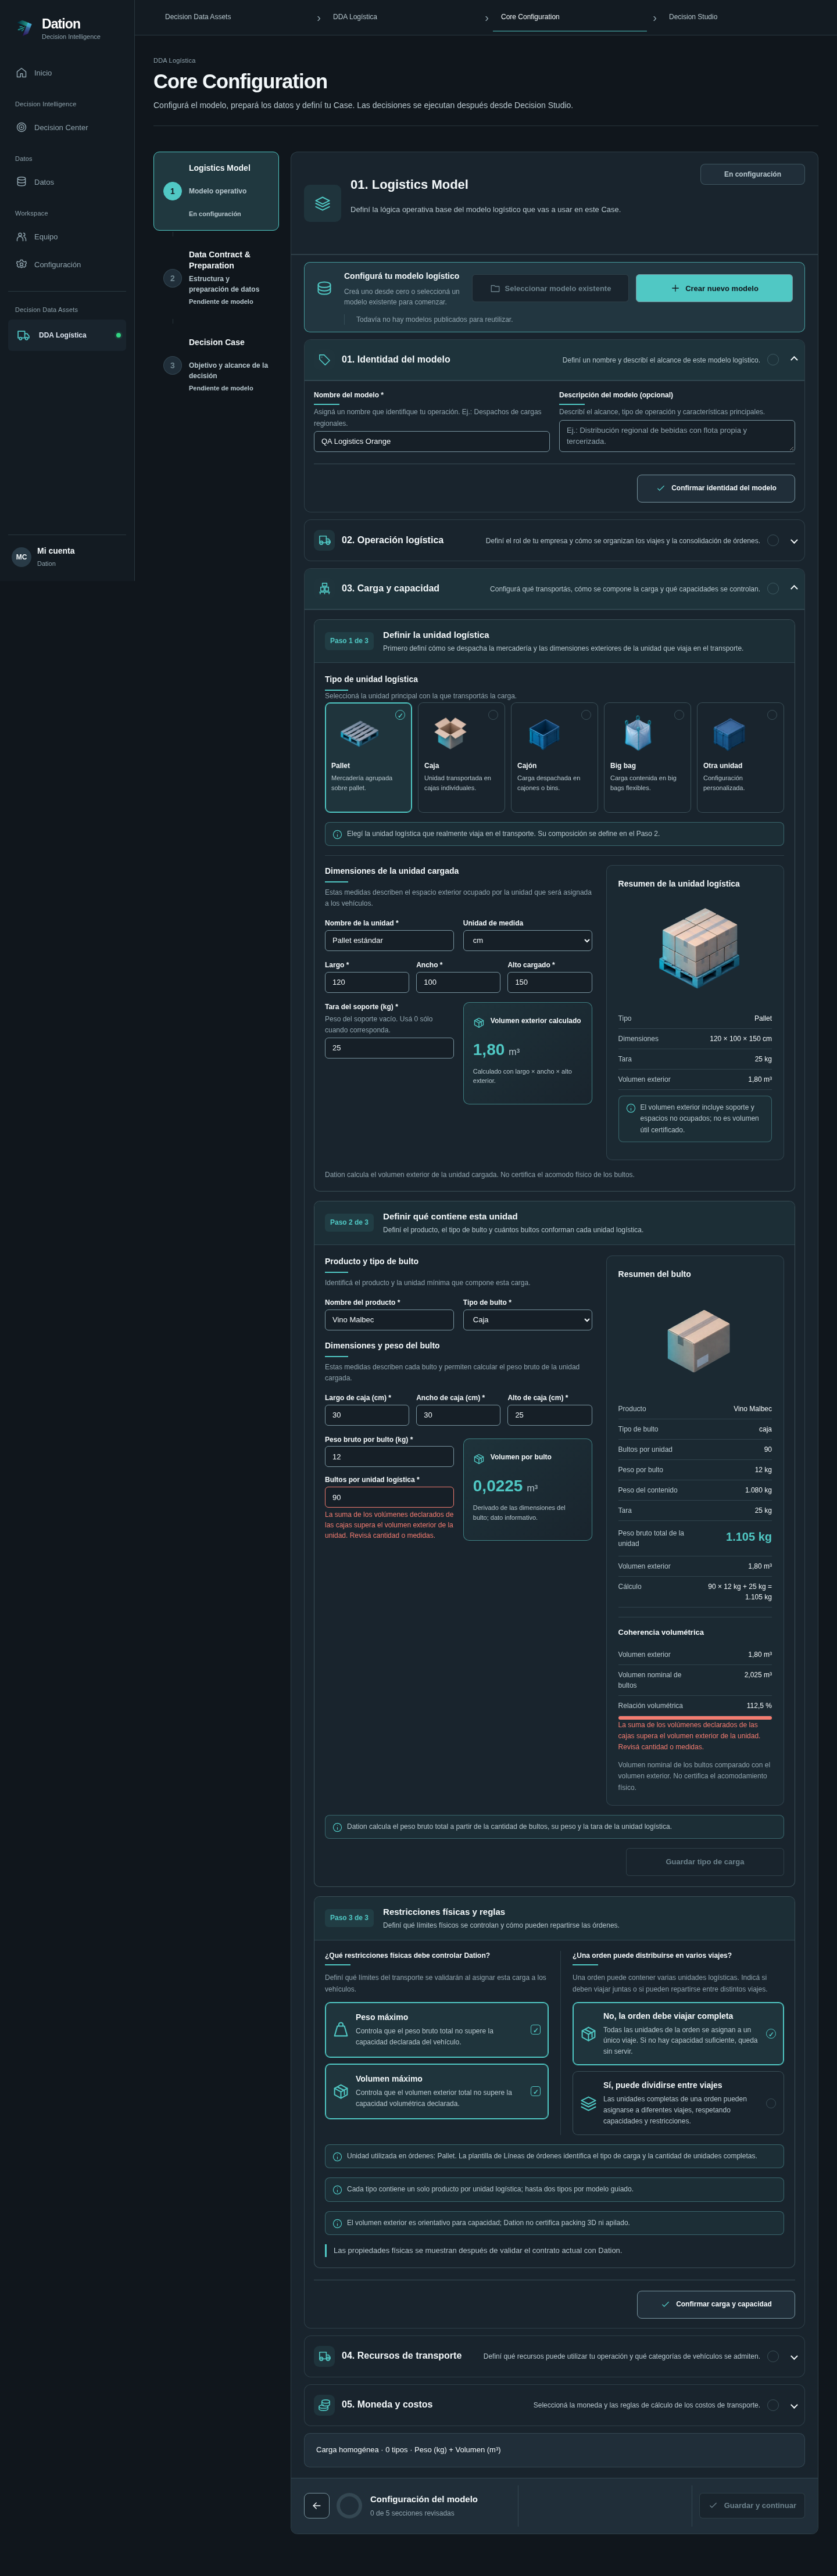 Dation
Decision Intelligence
Inicio
Decision Intelligence
Decision Center
Datos
Datos
Workspace
Equipo
Configuración
Decision Data Assets
DDA Logística
MC
Mi cuenta
Dation
Decision Data Assets
DDA Logística
Core Configuration
Decision Studio
DDA Logística
Core Configuration
Configurá el modelo, prepará los datos y definí tu Case. Las decisiones se ejecutan después desde Decision Studio.
1
Logistics Model
Modelo operativo
En configuración
2
Data Contract &
Preparation
Estructura y
preparación de datos
Pendiente de modelo
3
Decision Case
Objetivo y alcance de la
decisión
Pendiente de modelo
01. Logistics Model
Definí la lógica operativa base del modelo logístico que vas a usar en este Case.
En configuración
Configurá tu modelo logístico
Creá uno desde cero o seleccioná un
modelo existente para comenzar.
Todavía no hay modelos publicados para reutilizar.
Seleccionar modelo existente
Crear nuevo modelo
01. Identidad del modelo
Definí un nombre y describí el alcance de este modelo logístico.
Nombre del modelo *
Asigná un nombre que identifique tu operación. Ej.: Despachos de cargas
regionales.
QA Logistics Orange
Descripción del modelo (opcional)
Describí el alcance, tipo de operación y características principales.
Ej.: Distribución regional de bebidas con flota propia y
tercerizada.
Confirmar identidad del modelo
02. Operación logística
Definí el rol de tu empresa y cómo se organizan los viajes y la consolidación de órdenes.
03. Carga y capacidad
Configurá qué transportás, cómo se compone la carga y qué capacidades se controlan.
Paso 1 de 3
Definir la unidad logística
Primero definí cómo se despacha la mercadería y las dimensiones exteriores de la unidad que viaja en el transporte.
Tipo de unidad logística
Seleccioná la unidad principal con la que transportás la carga.
Pallet
Mercadería agrupada
sobre pallet.
Caja
Unidad transportada en
cajas individuales.
Cajón
Carga despachada en
cajones o bins.
Big bag
Carga contenida en big
bags flexibles.
Otra unidad
Configuración
personalizada.
Elegí la unidad logística que realmente viaja en el transporte. Su composición se define en el Paso 2.
Dimensiones de la unidad cargada
Estas medidas describen el espacio exterior ocupado por la unidad que será asignada
a los vehículos.
Nombre de la unidad *
Pallet estándar
Unidad de medida
cm
Largo *
120
Ancho *
100
Alto cargado *
150
Tara del soporte (kg) *
Peso del soporte vacío. Usá 0 sólo
cuando corresponda.
25
Volumen exterior calculado
1,80 m³
Calculado con largo × ancho × alto
exterior.
Resumen de la unidad logística
Tipo Pallet
Dimensiones 120 × 100 × 150 cm
Tara 25 kg
Volumen exterior 1,80 m³
El volumen exterior incluye soporte y
espacios no ocupados; no es volumen
útil certificado.
Dation calcula el volumen exterior de la unidad cargada. No certifica el acomodo físico de los bultos.
Paso 2 de 3
Definir qué contiene esta unidad
Definí el producto, el tipo de bulto y cuántos bultos conforman cada unidad logística.
Producto y tipo de bulto
Identificá el producto y la unidad mínima que compone esta carga.
Nombre del producto *
Vino Malbec
Tipo de bulto *
Caja
Dimensiones y peso del bulto
Estas medidas describen cada bulto y permiten calcular el peso bruto de la unidad
cargada.
Largo de caja (cm) *
30
Ancho de caja (cm) *
30
Alto de caja (cm) *
25
Peso bruto por bulto (kg) *
12
Bultos por unidad logística *
90
La suma de los volúmenes declarados de
las cajas supera el volumen exterior de la
unidad. Revisá cantidad o medidas.
Volumen por bulto
0,0225 m³
Derivado de las dimensiones del
bulto; dato informativo.
Resumen del bulto
Producto Vino Malbec
Tipo de bulto caja
Bultos por unidad 90
Peso por bulto 12 kg
Peso del contenido 1.080 kg
Tara 25 kg
Peso bruto total de la
unidad 1.105 kg
Volumen exterior 1,80 m³
Cálculo 90 × 12 kg + 25 kg =
1.105 kg
Coherencia volumétrica
Volumen exterior 1,80 m³
Volumen nominal de
bultos 2,025 m³
Relación volumétrica 112,5 %
La suma de los volúmenes declarados de las
cajas supera el volumen exterior de la unidad.
Revisá cantidad o medidas.
Volumen nominal de los bultos comparado con el
volumen exterior. No certifica el acomodamiento
físico.
Dation calcula el peso bruto total a partir de la cantidad de bultos, su peso y la tara de la unidad logística.
Guardar tipo de carga
Paso 3 de 3
Restricciones físicas y reglas
Definí qué límites físicos se controlan y cómo pueden repartirse las órdenes.
¿Qué restricciones físicas debe controlar Dation?
Definí qué límites del transporte se validarán al asignar esta carga a los
vehículos.
Peso máximo
Controla que el peso bruto total no supere la
capacidad declarada del vehículo.
Volumen máximo
Controla que el volumen exterior total no supere la
capacidad volumétrica declarada.
¿Una orden puede distribuirse en varios viajes?
Una orden puede contener varias unidades logísticas. Indicá si
deben viajar juntas o si pueden repartirse entre distintos viajes.
No, la orden debe viajar completa
Todas las unidades de la orden se asignan a un
único viaje. Si no hay capacidad suficiente, queda
sin servir.
Sí, puede dividirse entre viajes
Las unidades completas de una orden pueden
asignarse a diferentes viajes, respetando
capacidades y restricciones.
Unidad utilizada en órdenes: Pallet. La plantilla de Líneas de órdenes identifica el tipo de carga y la cantidad de unidades completas.
Cada tipo contiene un solo producto por unidad logística; hasta dos tipos por modelo guiado.
El volumen exterior es orientativo para capacidad; Dation no certifica packing 3D ni apilado.
Las propiedades físicas se muestran después de validar el contrato actual con Dation.
Confirmar carga y capacidad
04. Recursos de transporte
Definí qué recursos puede utilizar tu operación y qué categorías de vehículos se admiten.
05. Moneda y costos
Seleccioná la moneda y las reglas de cálculo de los costos de transporte.
Carga homogénea · 0 tipos · Peso (kg) + Volumen (m³)
Configuración del modelo
0 de 5 secciones revisadas
Guardar y continuar